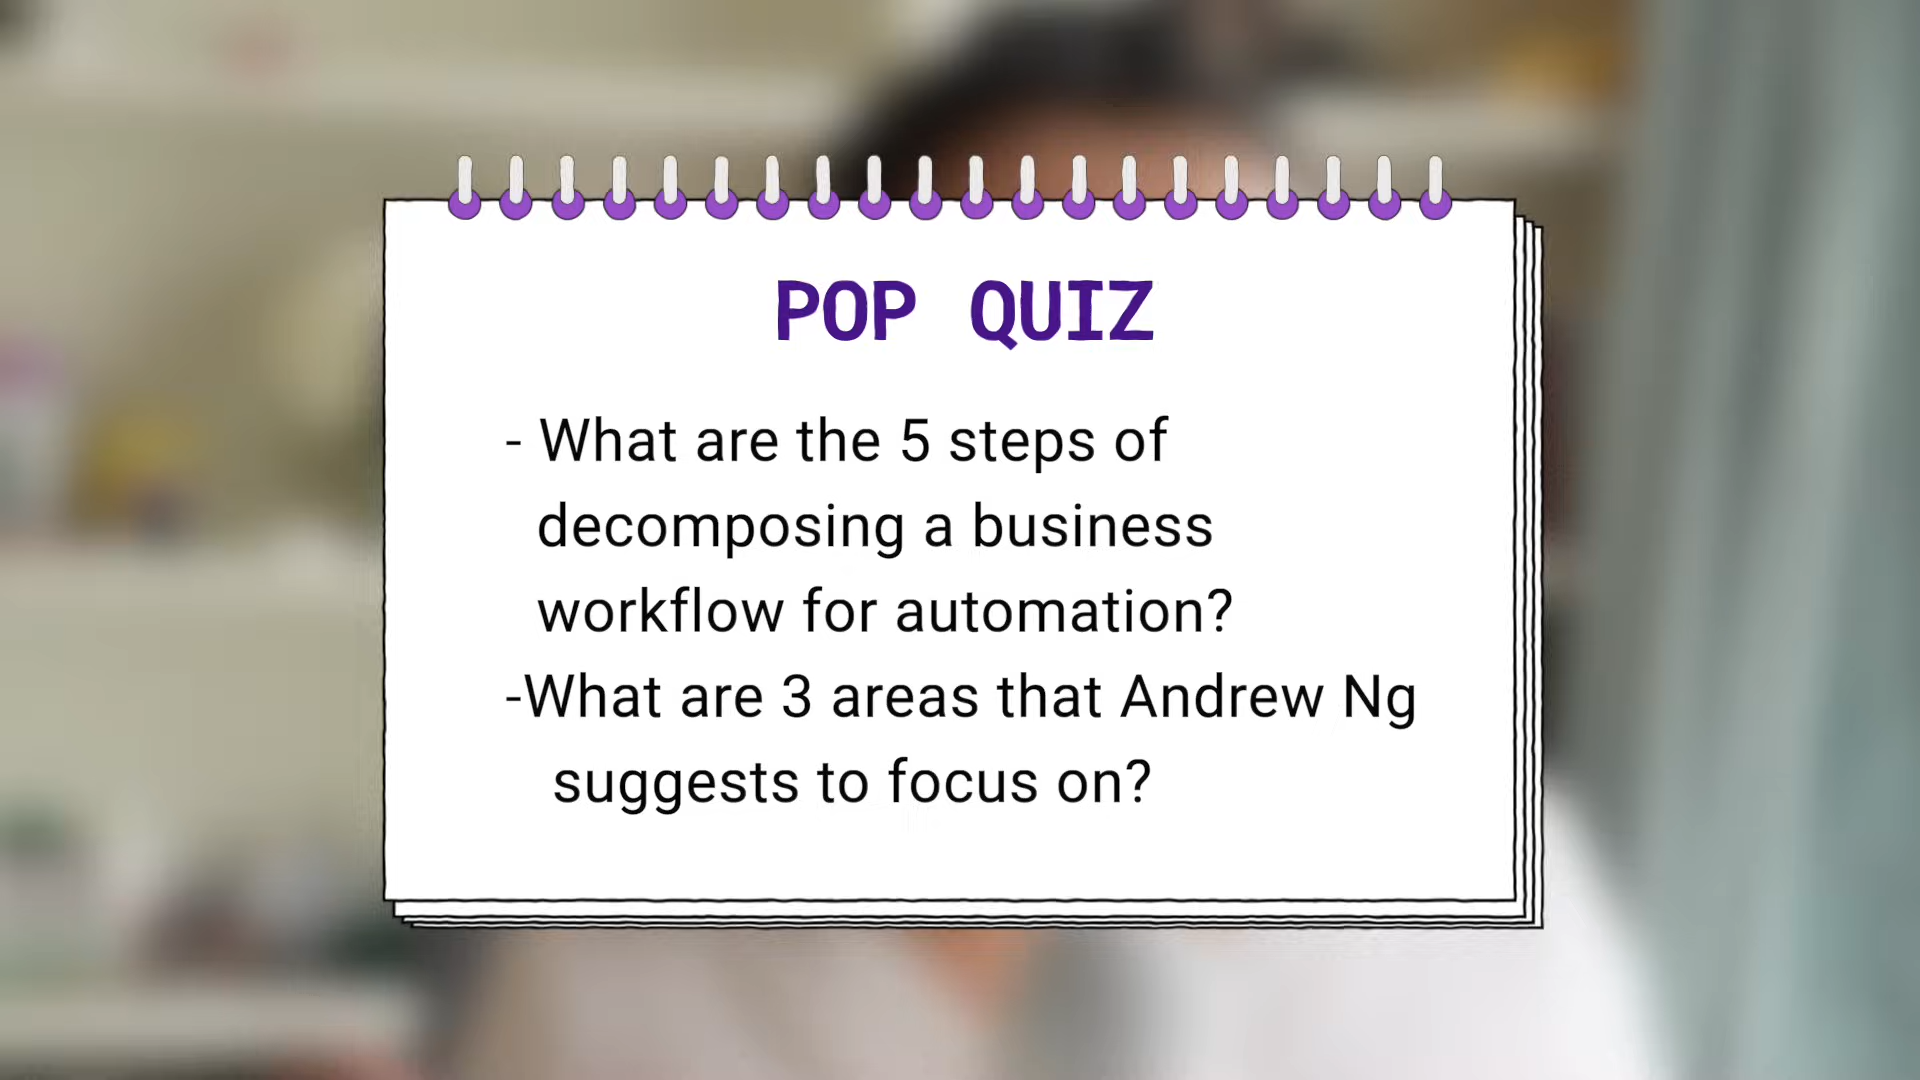 POP QUIZ
- What are the 5 steps of
decomposing a business
workflow for automation?
-What are 3 areas that Andrew Ng
suggests to focus on?